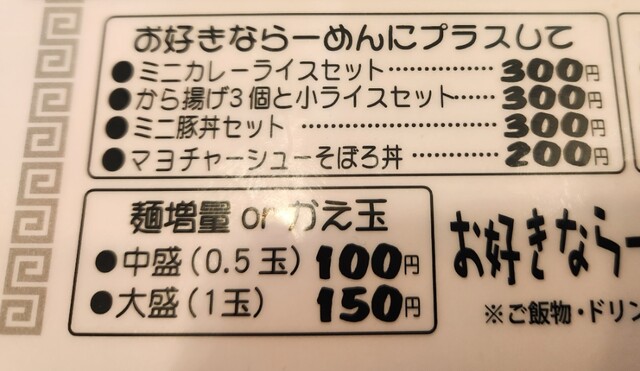 お好きならーめんにプラスして
●ミニカレーライスセット……………300円
●から揚げ3個と小ライスセット……300円
●ミニ豚丼セット……………………300円
●マヨチャーシューそぼろ丼…………200円
麺増量 or かえ玉
●中盛(0.5玉) 100円
●大盛(1玉) 150円
お好きならー
※ご飯物・ドリン